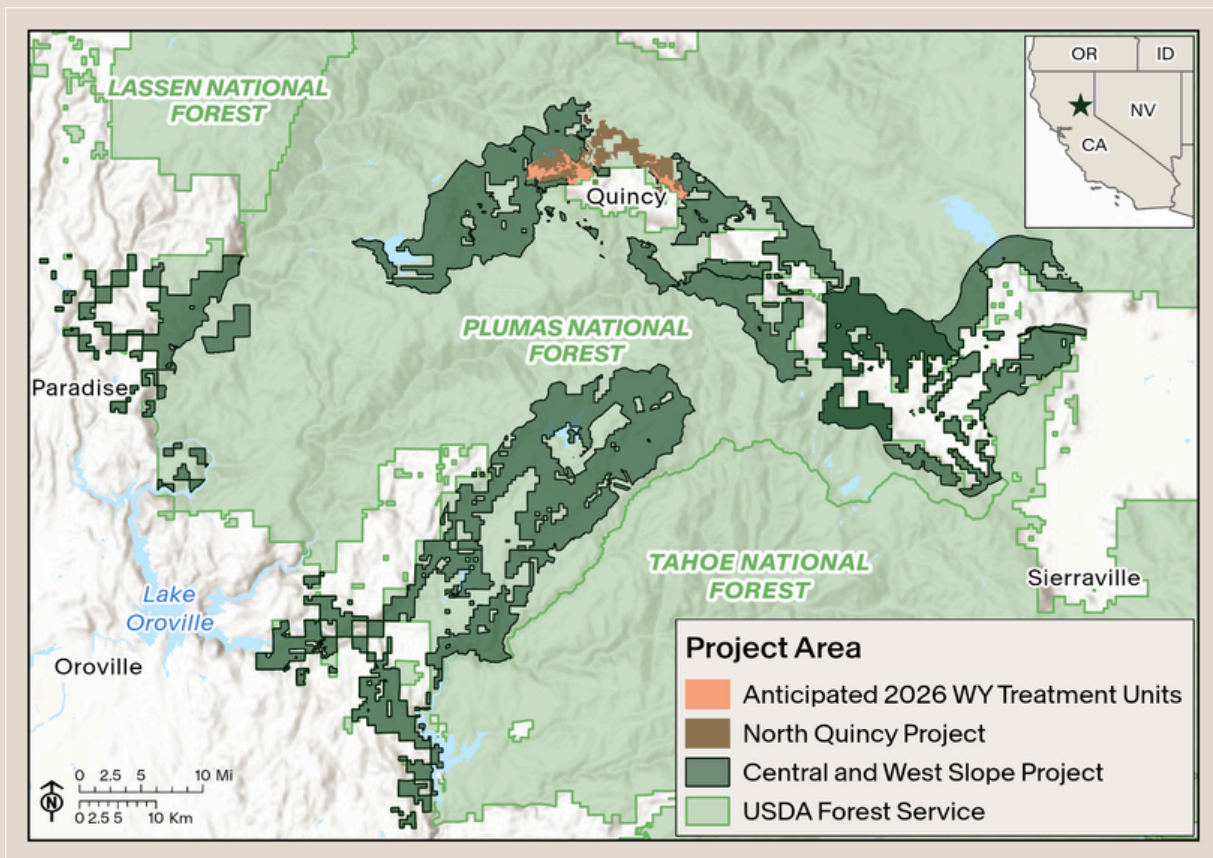 LASSEN NATIONAL
FOREST
OR
ID
NV
CA
Quincy
PLUMAS NATIONAL
FOREST
Paradise
TAHOE NATIONAL
FOREST
Sierraville
Lake
Oroville
Oroville
Project Area
Anticipated 2026 WY Treatment Units
North Quincy Project
Central and West Slope Project
USDA Forest Service
0 2.5 5 10 Mi
N
0 2.5 5 10 Km